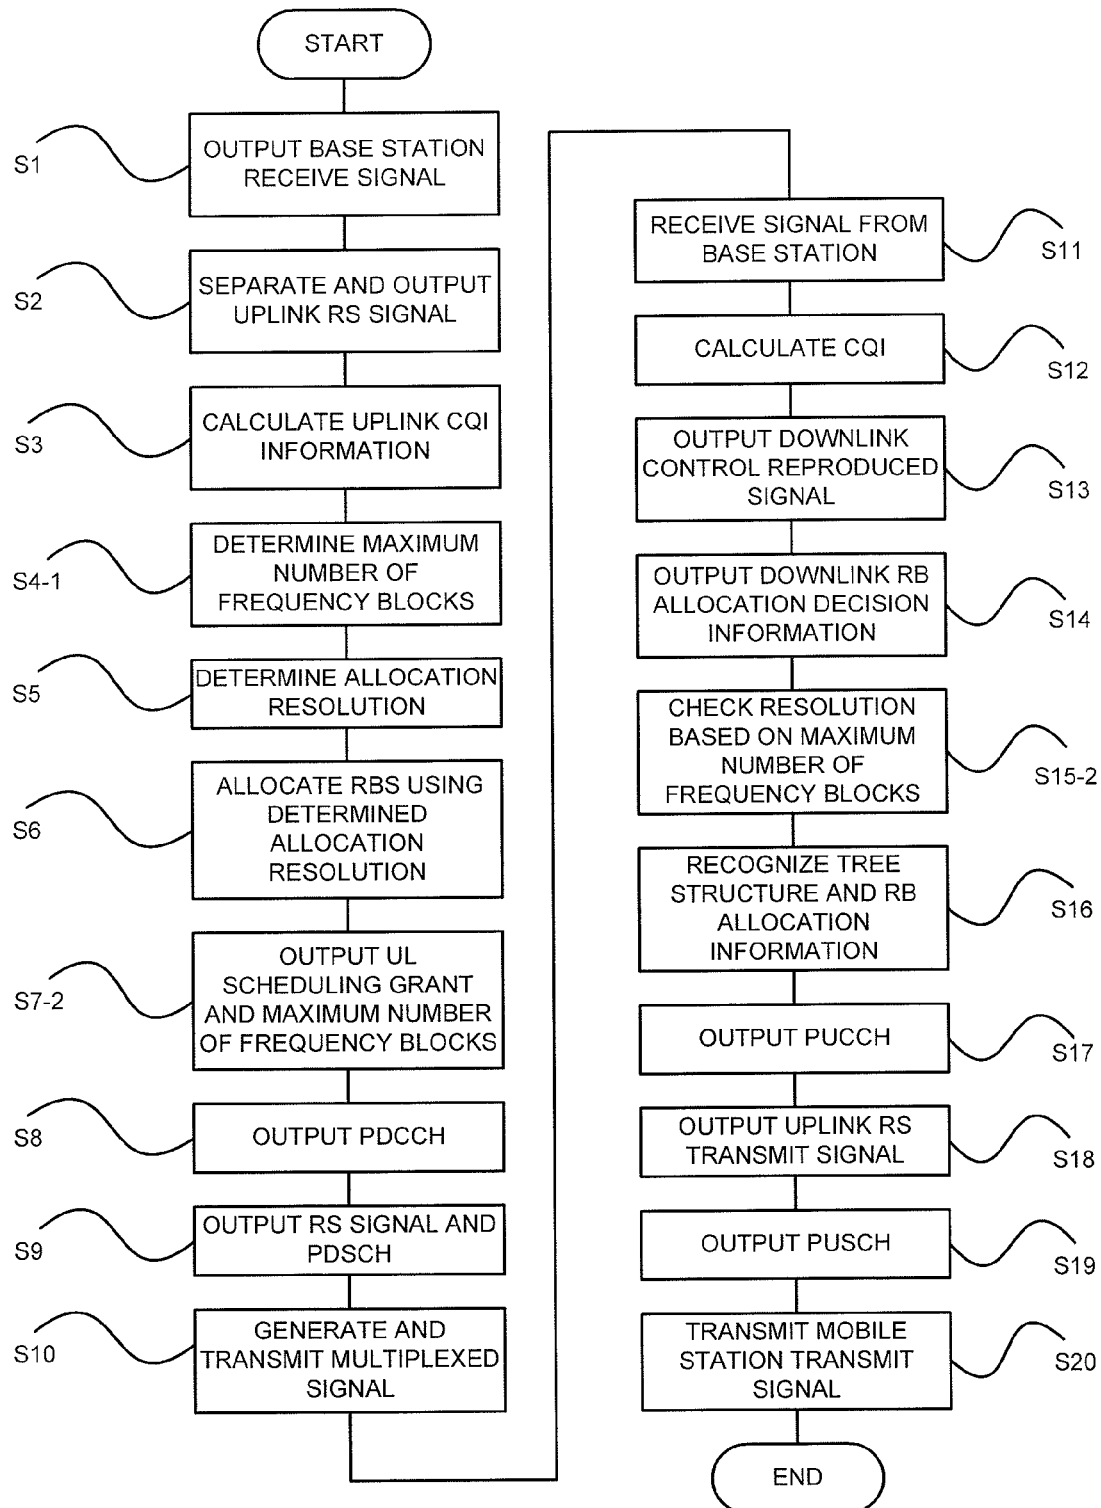 START
S1
OUTPUT BASE STATION
RECEIVE SIGNAL
S2
SEPARATE AND OUTPUT
UPLINK RS SIGNAL
S3
CALCULATE UPLINK CQI
INFORMATION
S4-1
DETERMINE MAXIMUM
NUMBER OF
FREQUENCY BLOCKS
S5
DETERMINE ALLOCATION
RESOLUTION
S6
ALLOCATE RBS USING
DETERMINED
ALLOCATION
RESOLUTION
S7-2
OUTPUT UL
SCHEDULING GRANT
AND MAXIMUM NUMBER
OF FREQUENCY BLOCKS
S8
OUTPUT PDCCH
S9
OUTPUT RS SIGNAL AND
PDSCH
S10
GENERATE AND
TRANSMIT MULTIPLEXED
SIGNAL
RECEIVE SIGNAL FROM
BASE STATION
S11
CALCULATE CQI
S12
OUTPUT DOWNLINK
CONTROL REPRODUCED
SIGNAL
S13
OUTPUT DOWNLINK RB
ALLOCATION DECISION
INFORMATION
S14
CHECK RESOLUTION
BASED ON MAXIMUM
NUMBER OF
FREQUENCY BLOCKS
S15-2
RECOGNIZE TREE
STRUCTURE AND RB
ALLOCATION
INFORMATION
S16
OUTPUT PUCCH
S17
OUTPUT UPLINK RS
TRANSMIT SIGNAL
S18
OUTPUT PUSCH
S19
TRANSMIT MOBILE
STATION TRANSMIT
SIGNAL
S20
END